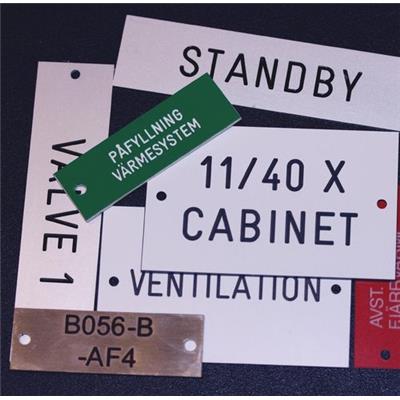 STANDBY
PÅFYLLNING
VÄRMESYSTEM
VALVE 1
11/40 X
CABINET
VENTILATION
B056-B
-AF4
AVST.